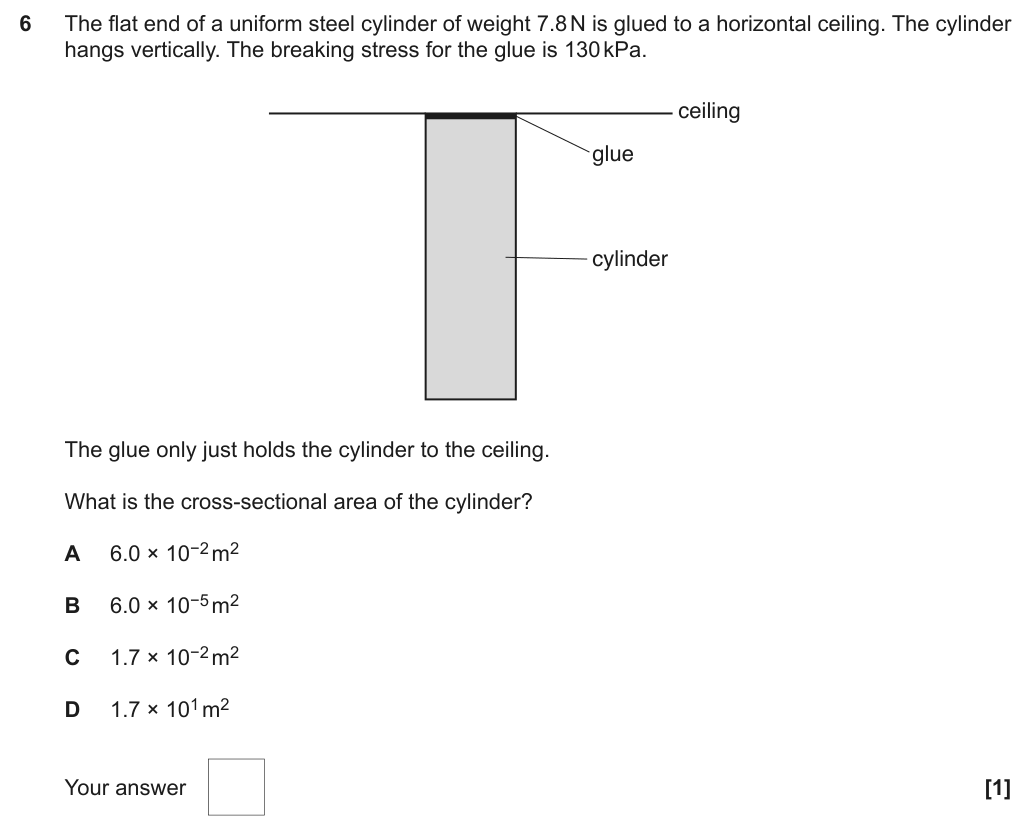 6 The flat end of a uniform steel cylinder of weight 7.8 N is glued to a horizontal ceiling. The cylinder
hangs vertically. The breaking stress for the glue is 130 kPa.
ceiling
glue
cylinder
The glue only just holds the cylinder to the ceiling.
What is the cross-sectional area of the cylinder?
A 6.0 × 10⁻² m²
B 6.0 × 10⁻⁵ m²
C 1.7 × 10⁻² m²
D 1.7 × 10¹ m²
Your answer [1]